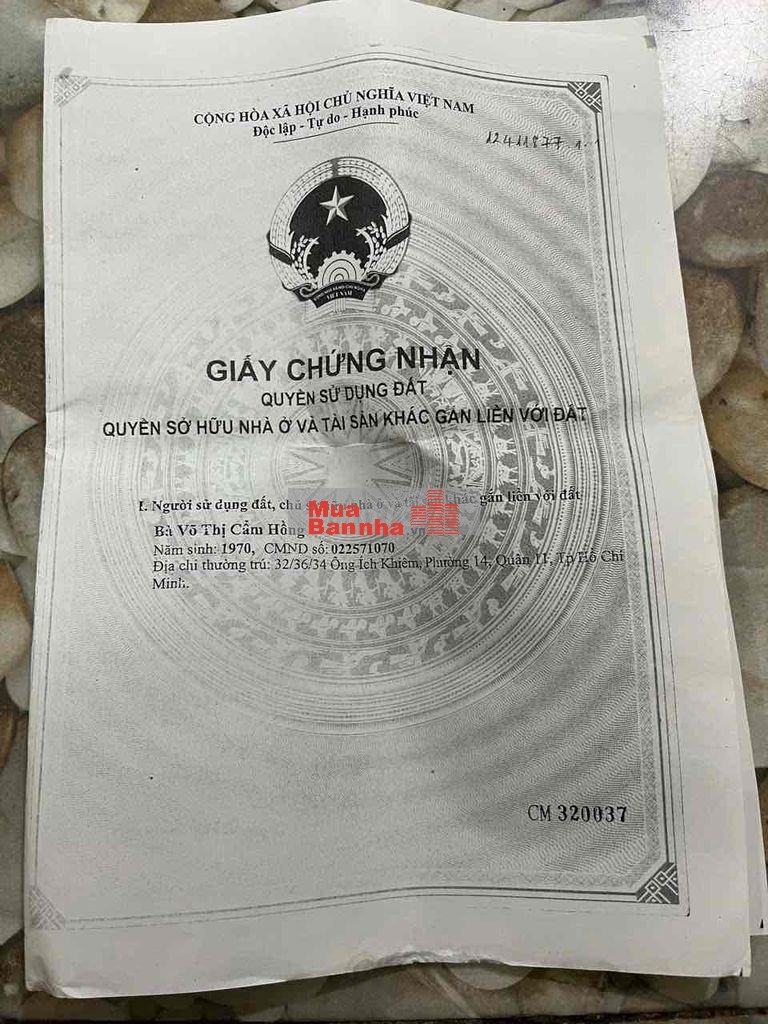 CỘNG HÒA XÃ HỘI CHỦ NGHĨA VIỆT NAM
Độc lập - Tự do - Hạnh phúc
12411877
VIỆT NAM
GIẤY CHỨNG NHẬN
QUYỀN SỬ DỤNG ĐẤT
QUYỀN SỞ HỮU NHÀ Ở VÀ TÀI SẢN KHÁC GẮN LIỀN VỚI ĐẤT
I. Người sử dụng đất, chủ nhà ở và tài khác gắn liền với đất
Mua
Bannha.vn
Bà Võ Thị Cẩm Hồng
Năm sinh: 1970, CMND số: 022571070
Địa chỉ thường trú: 32/36/34 Ông Ích Khiêm, Phường 14, Quận 11, Tp Hồ Chí
Minh.
CM 320037